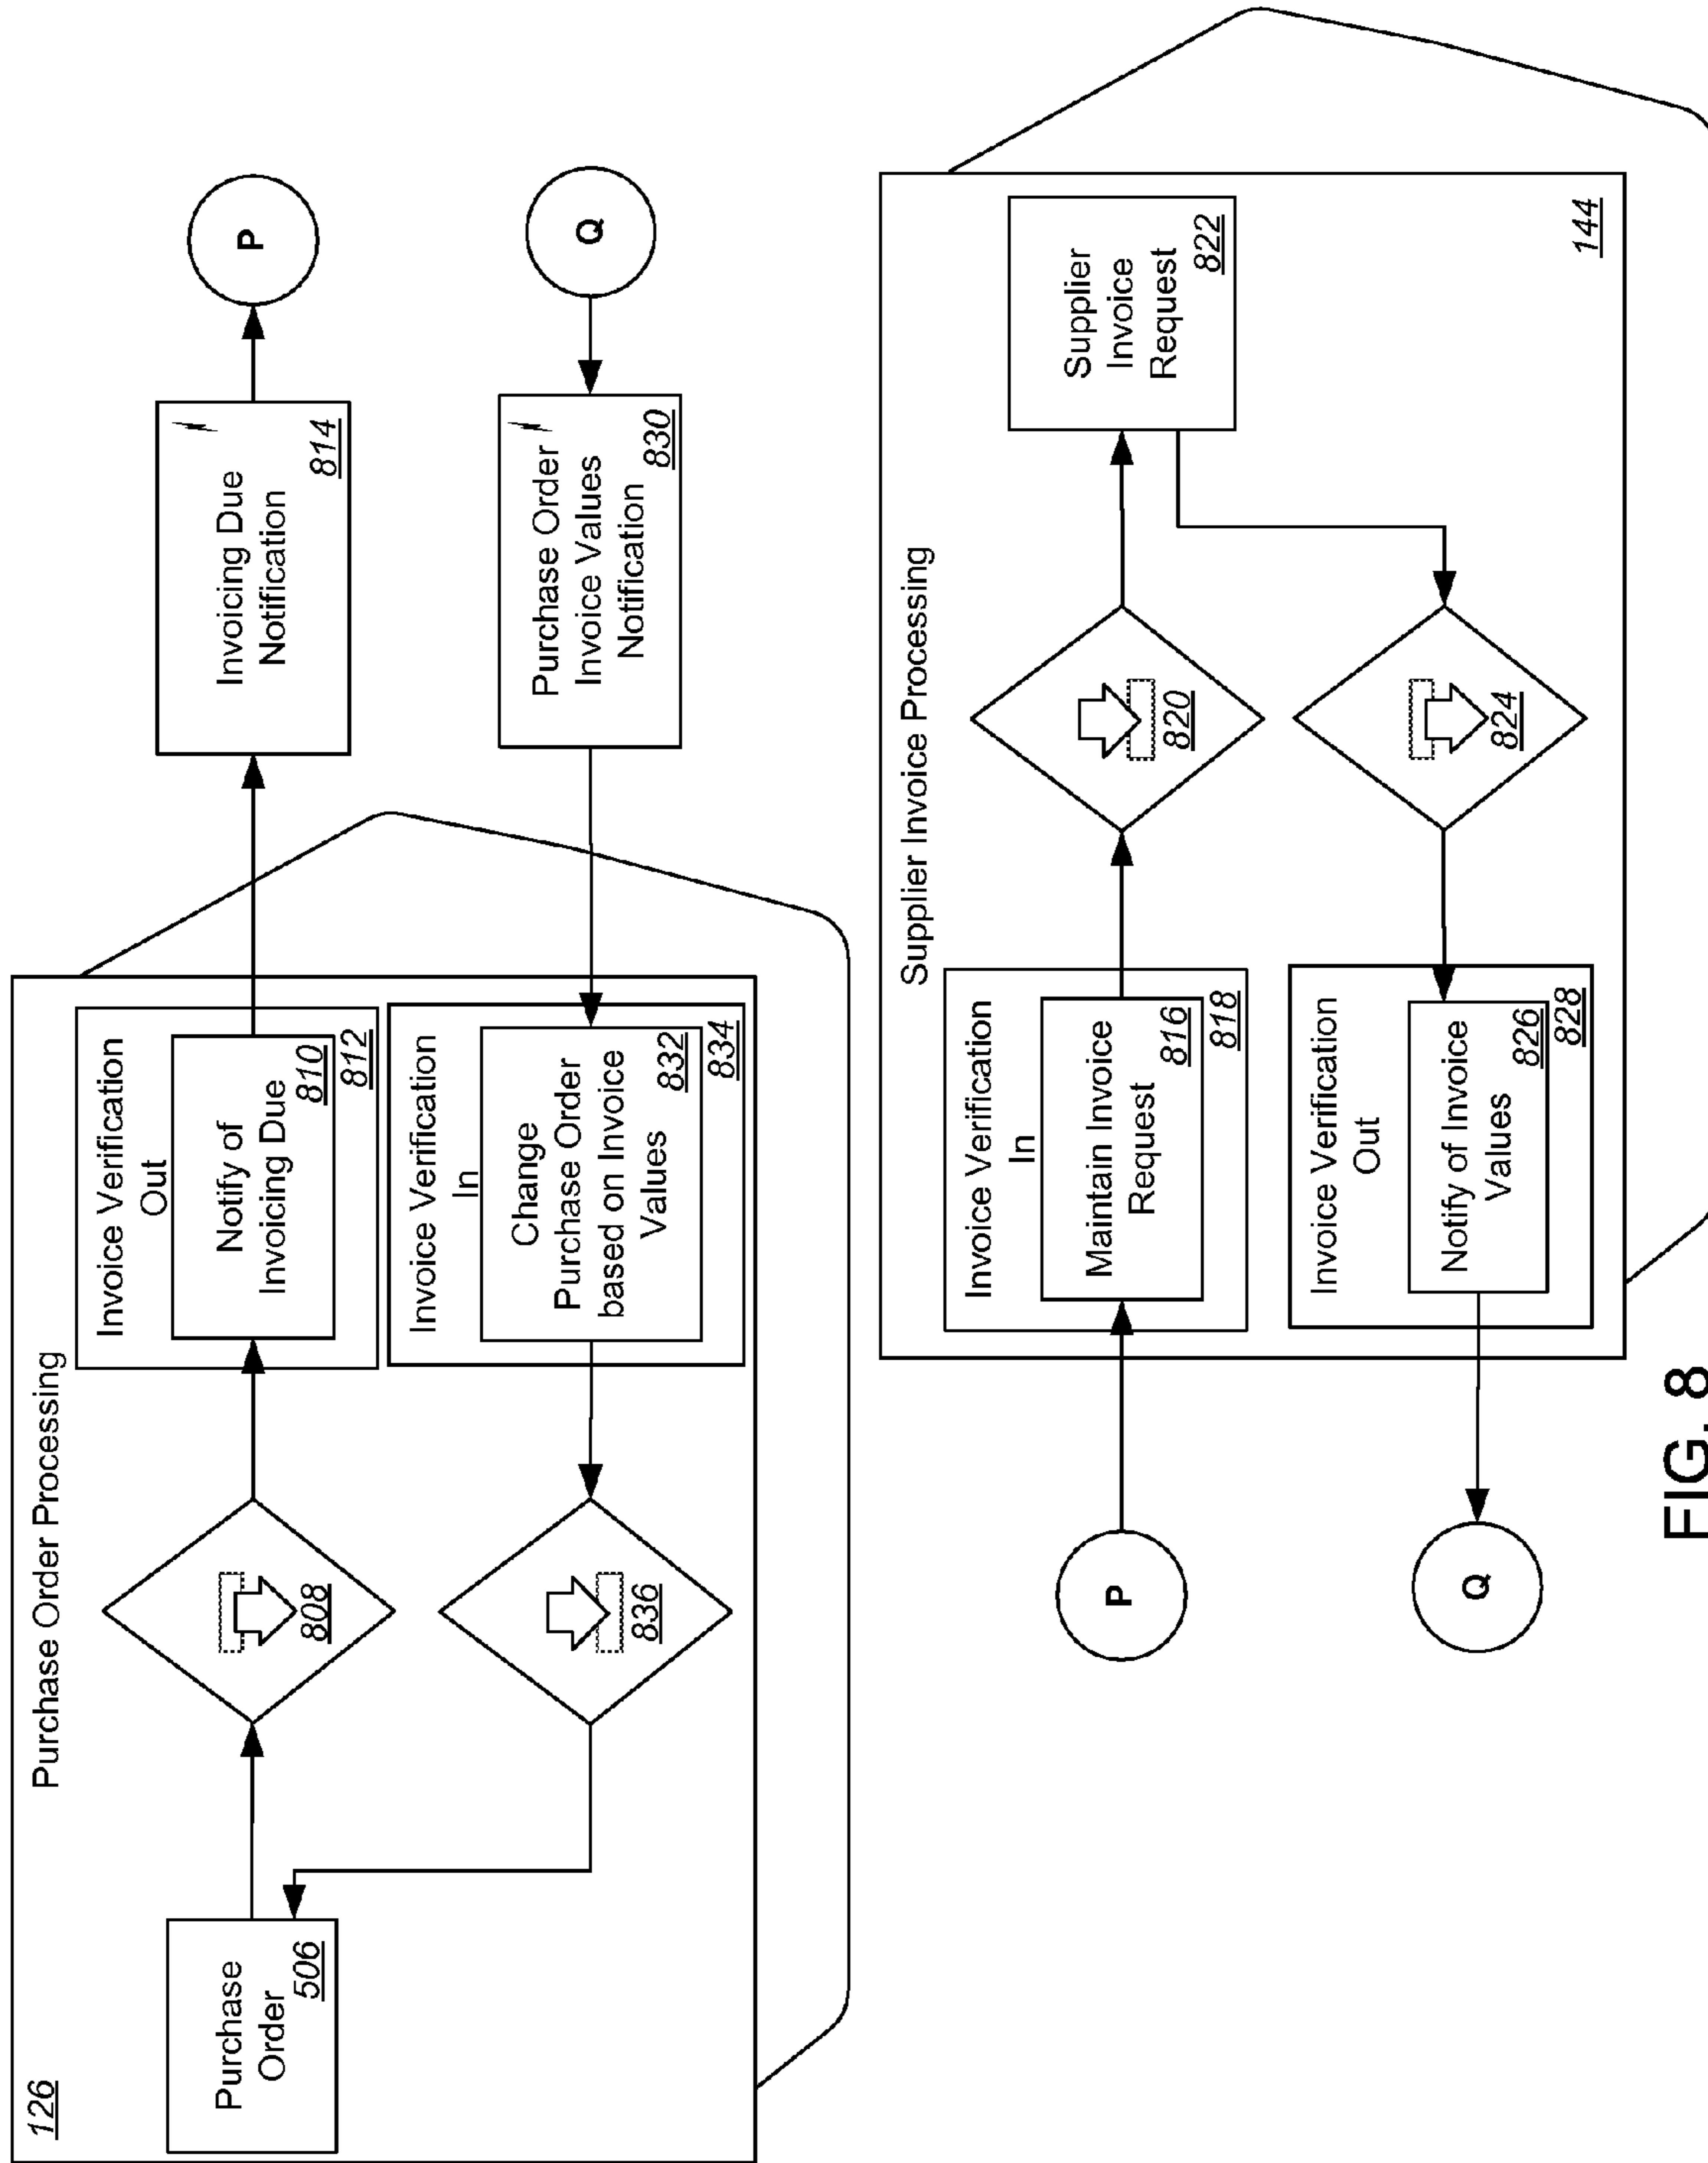 126
Purchase Order Processing
Purchase
Order
506
808
Invoice Verification
Out
Notify of
Invoicing Due
810
812
Invoicing Due
Notification
814
P
836
Invoice Verification
In
Change
Purchase Order
based on Invoice
Values
832
834
Purchase Order
Invoice Values
Notification
830
Q
Supplier Invoice Processing
P
Invoice Verification
In
Maintain Invoice
Request
816
818
820
Supplier
Invoice
Request
822
Q
Invoice Verification
Out
Notify of Invoice
Values
826
828
824
144
FIG. 8